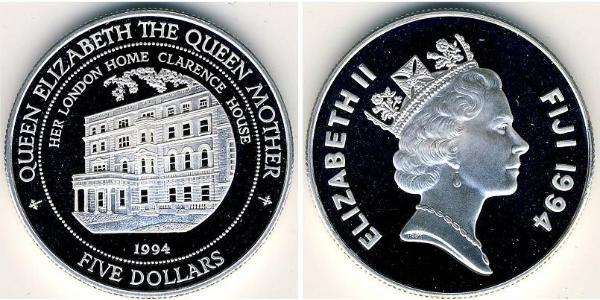 QUEEN ELIZABETH THE QUEEN MOTHER
HER LONDON HOME CLARENCE HOUSE
1994
FIVE DOLLARS
ELIZABETH II
FIJI 1994